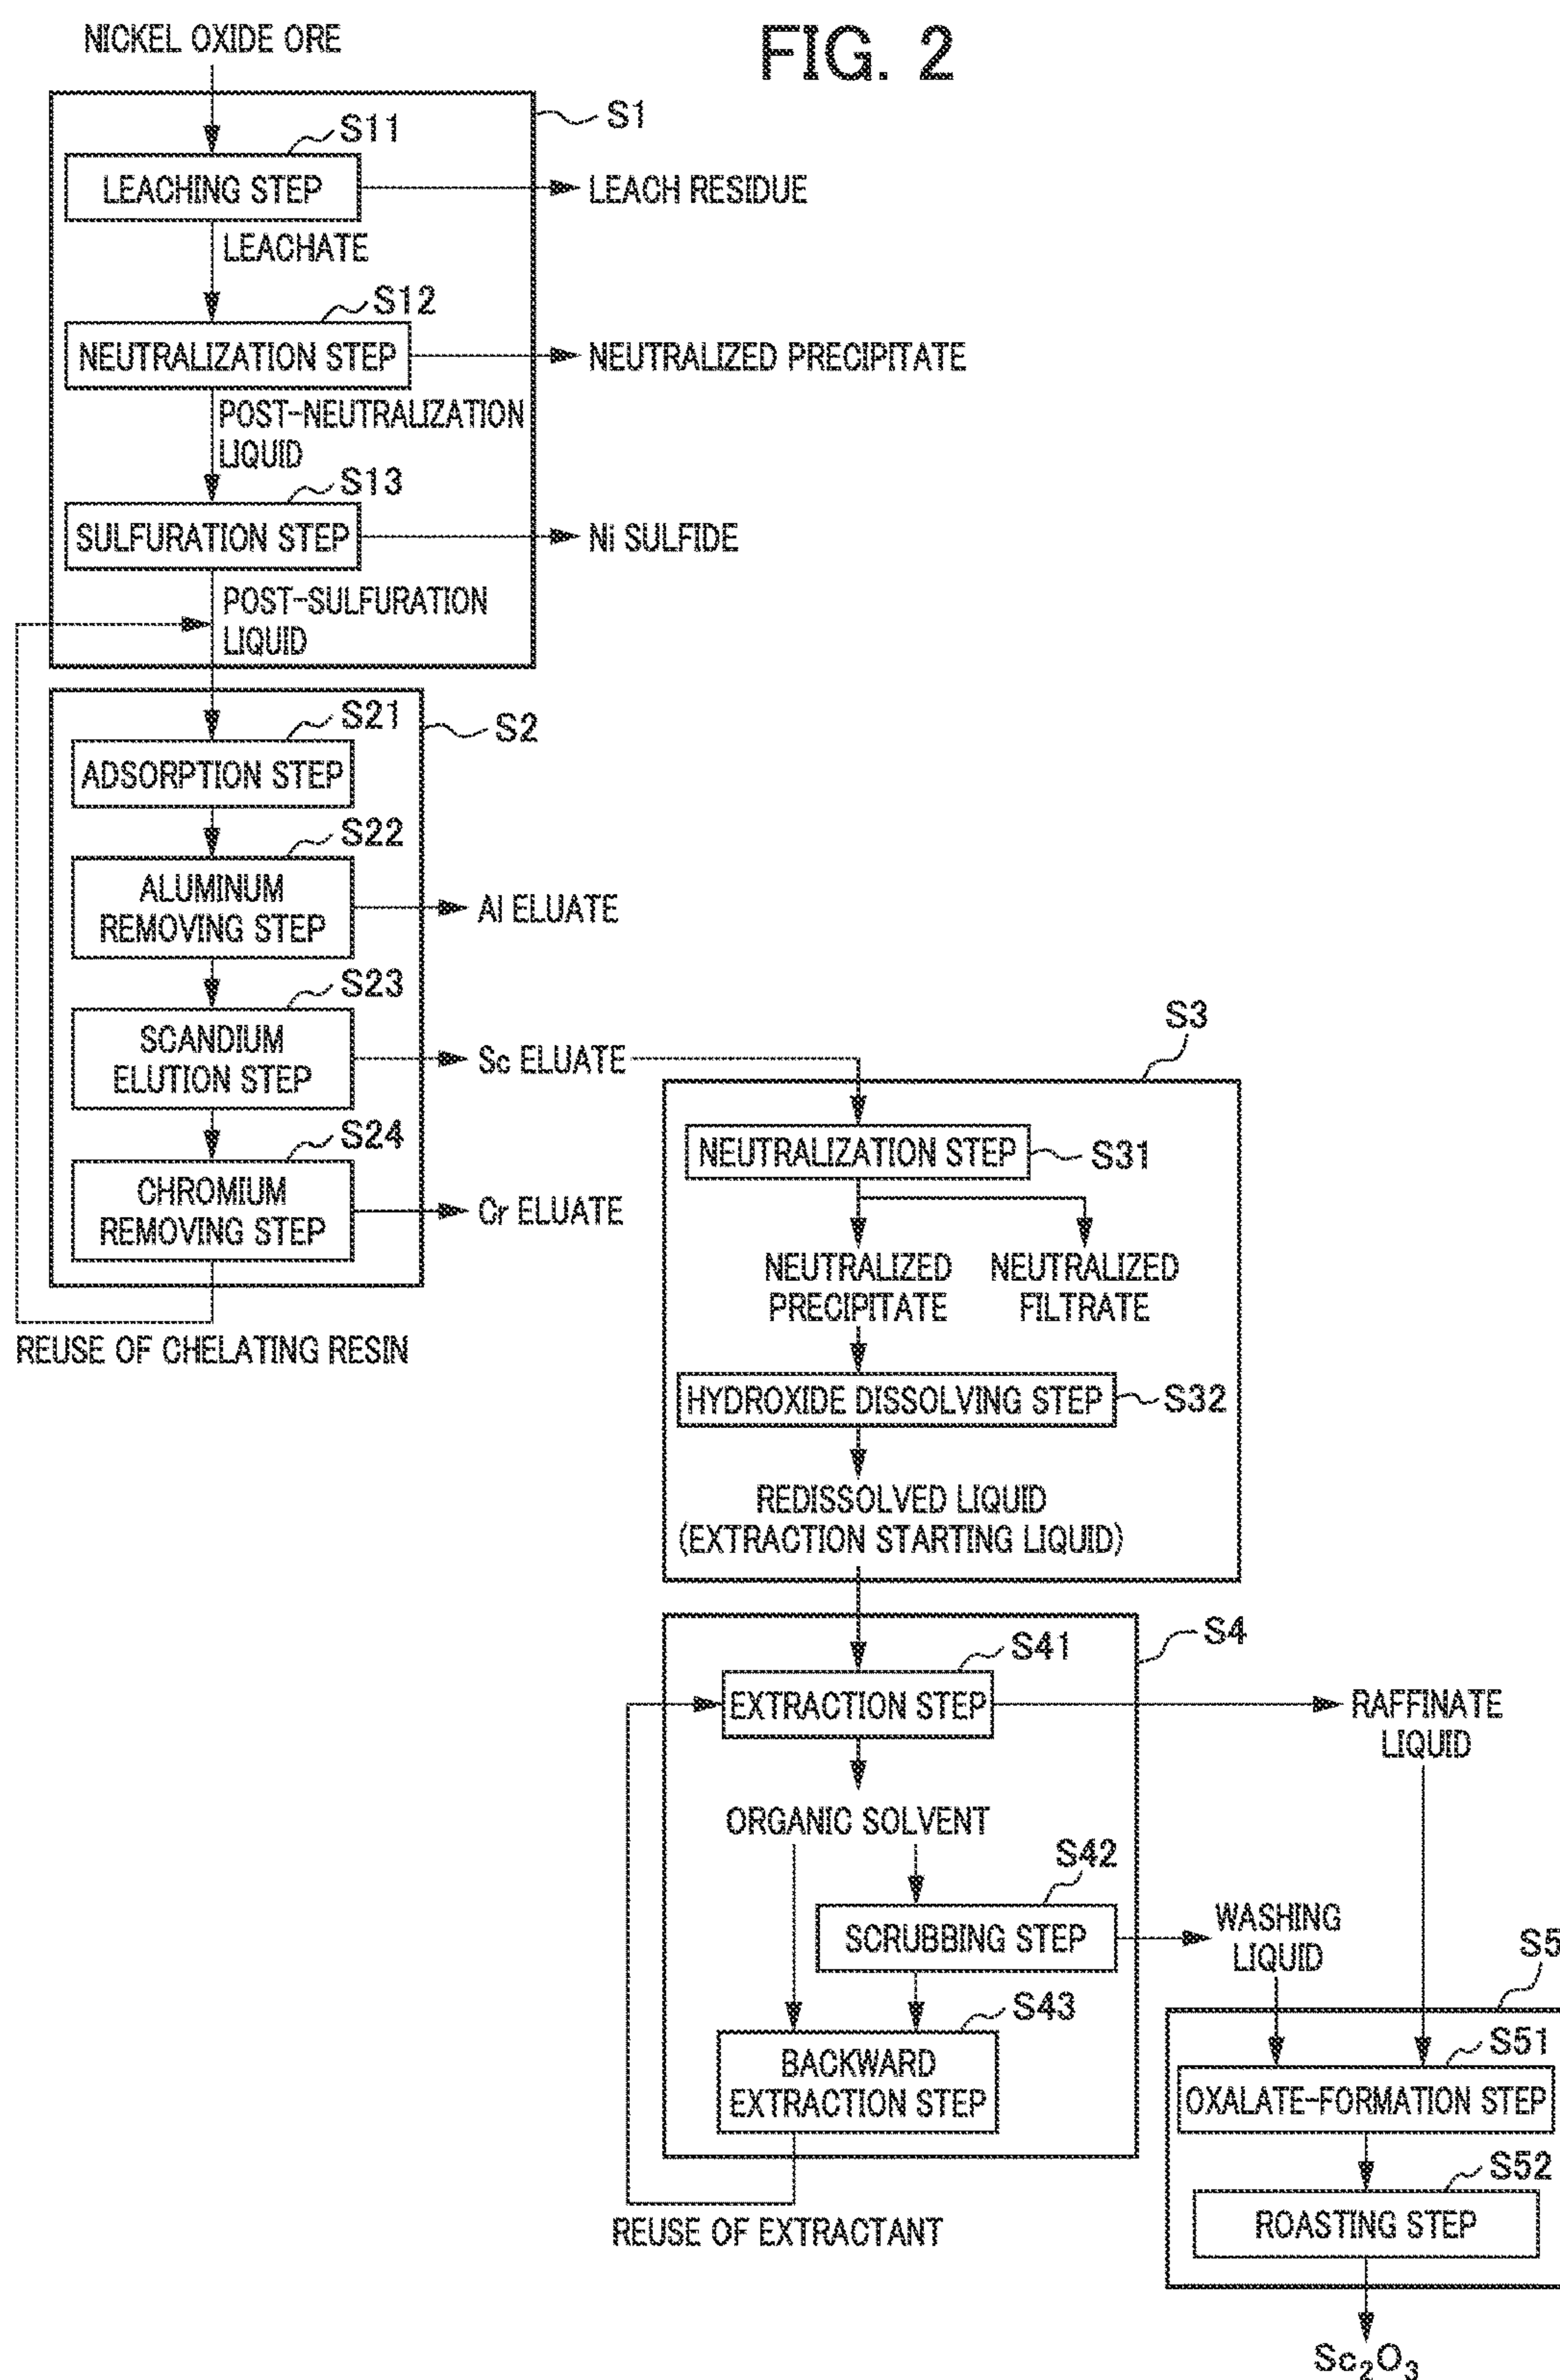 FIG. 2
NICKEL OXIDE ORE
S1
S11
LEACHING STEP
LEACH RESIDUE
LEACHATE
S12
NEUTRALIZATION STEP
NEUTRALIZED PRECIPITATE
POST-NEUTRALIZATION
LIQUID
S13
SULFURATION STEP
Ni SULFIDE
POST-SULFURATION
LIQUID
S2
S21
ADSORPTION STEP
S22
ALUMINUM
REMOVING STEP
Al ELUATE
S23
SCANDIUM
ELUTION STEP
Sc ELUATE
S24
CHROMIUM
REMOVING STEP
Cr ELUATE
REUSE OF CHELATING RESIN
S3
NEUTRALIZATION STEP
S31
NEUTRALIZED
PRECIPITATE
NEUTRALIZED
FILTRATE
HYDROXIDE DISSOLVING STEP
S32
REDISSOLVED LIQUID
(EXTRACTION STARTING LIQUID)
S4
S41
EXTRACTION STEP
RAFFINATE
LIQUID
ORGANIC SOLVENT
S42
SCRUBBING STEP
WASHING
LIQUID
S43
BACKWARD
EXTRACTION STEP
REUSE OF EXTRACTANT
S5
S51
OXALATE-FORMATION STEP
S52
ROASTING STEP
Sc₂O₃